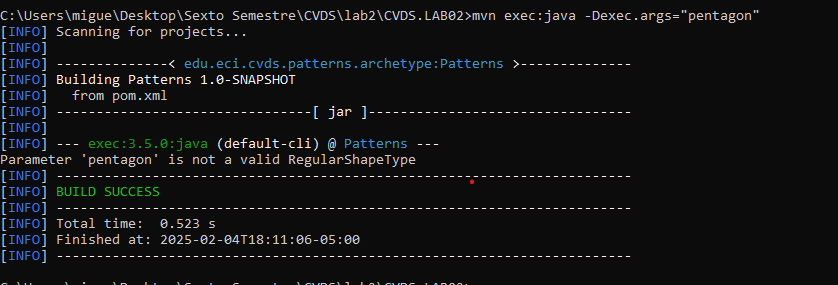 C:\Users\migue\Desktop\Sexto Semestre\CVDS\lab2\CVDS.LAB02>mvn exec:java -Dexec.args="pentagon"
[INFO] Scanning for projects...
[INFO]
[INFO] --------------< edu.eci.cvds.patterns.archetype:Patterns >--------------
[INFO] Building Patterns 1.0-SNAPSHOT
[INFO]   from pom.xml
[INFO] --------------------------------[ jar ]---------------------------------
[INFO]
[INFO] --- exec:3.5.0:java (default-cli) @ Patterns ---
Parameter 'pentagon' is not a valid RegularShapeType
[INFO] ------------------------------------------------------------------------
[INFO] BUILD SUCCESS
[INFO] ------------------------------------------------------------------------
[INFO] Total time:  0.523 s
[INFO] Finished at: 2025-02-04T18:11:06-05:00
[INFO] ------------------------------------------------------------------------